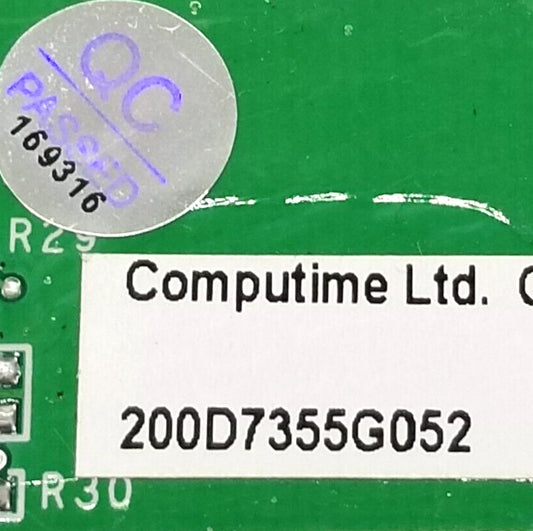 QC
PASSED
169316
R29
Computime Ltd. C
200D7355G052
R30